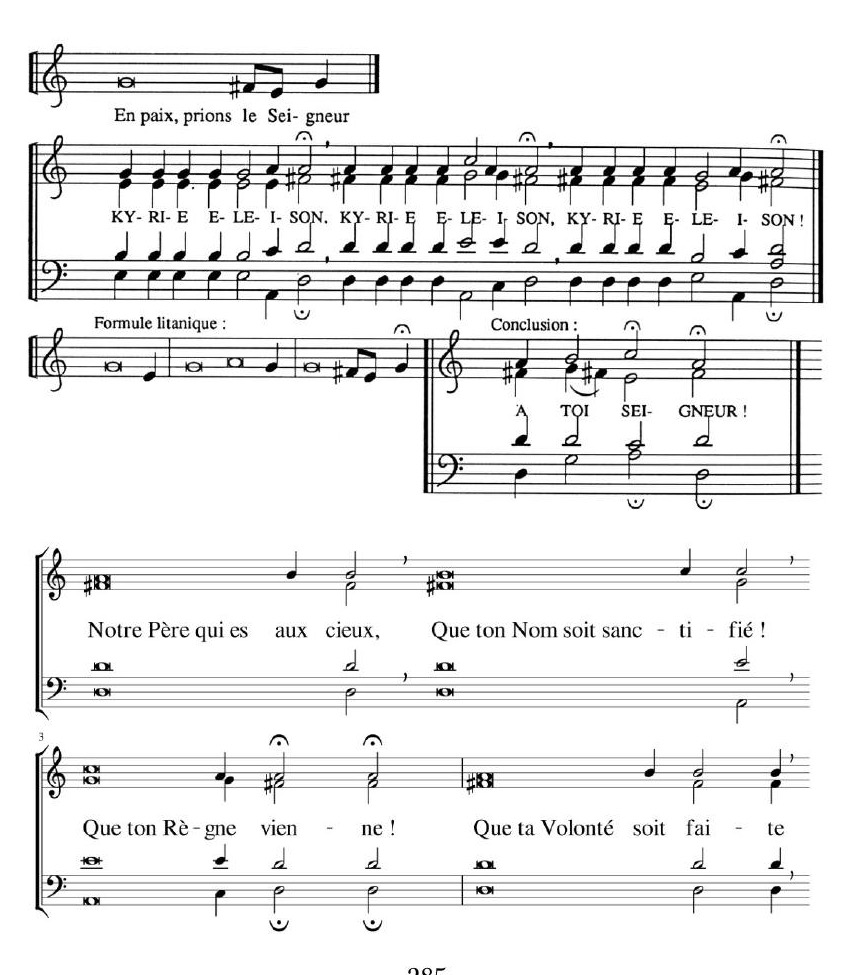 En paix, prions le Sei- gneur
KY- RI- E E- LE- I- SON, KY- RI- E E- LE- I- SON, KY- RI- E E- LE- I- SON !
Formule litanique :
Conclusion :
A TOI SEI- GNEUR !
Notre Père qui es aux cieux, Que ton Nom soit sanc - ti - fié !
3
Que ton Rè - gne vien - ne ! Que ta Volonté soit fai - te
285